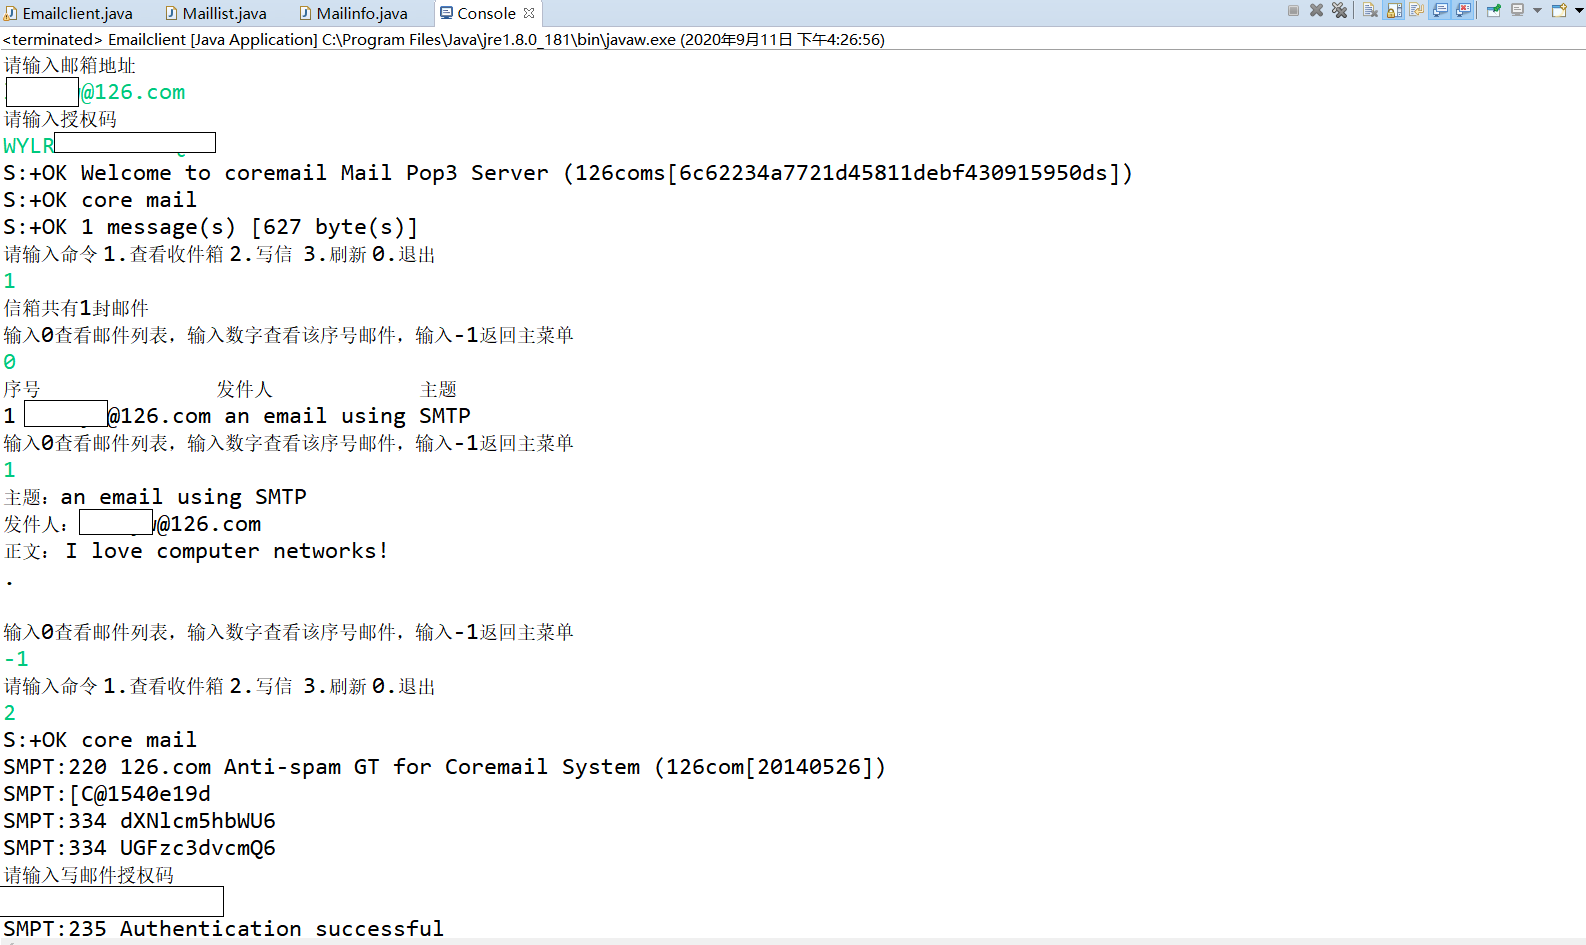 Emailclient.java Maillist.java Mailinfo.java Console
<terminated> Emailclient [Java Application] C:\Program Files\Java\jre1.8.0_181\bin\javaw.exe (2020年9月11日 下午4:26:56)
请输入邮箱地址
@126.com
请输入授权码
WYLR
S:+OK Welcome to coremail Mail Pop3 Server (126coms[6c62234a7721d45811debf430915950ds])
S:+OK core mail
S:+OK 1 message(s) [627 byte(s)]
请输入命令 1.查看收件箱 2.写信 3.刷新 0.退出
1
信箱共有1封邮件
输入0查看邮件列表，输入数字查看该序号邮件，输入-1返回主菜单
0
序号 发件人 主题
1 @126.com an email using SMTP
输入0查看邮件列表，输入数字查看该序号邮件，输入-1返回主菜单
1
主题：an email using SMTP
发件人：@126.com
正文：I love computer networks!
.
输入0查看邮件列表，输入数字查看该序号邮件，输入-1返回主菜单
-1
请输入命令 1.查看收件箱 2.写信 3.刷新 0.退出
2
S:+OK core mail
SMPT:220 126.com Anti-spam GT for Coremail System (126com[20140526])
SMPT:[C@1540e19d
SMPT:334 dXNlcm5hbWU6
SMPT:334 UGFzc3dvcmQ6
请输入写邮件授权码
SMPT:235 Authentication successful